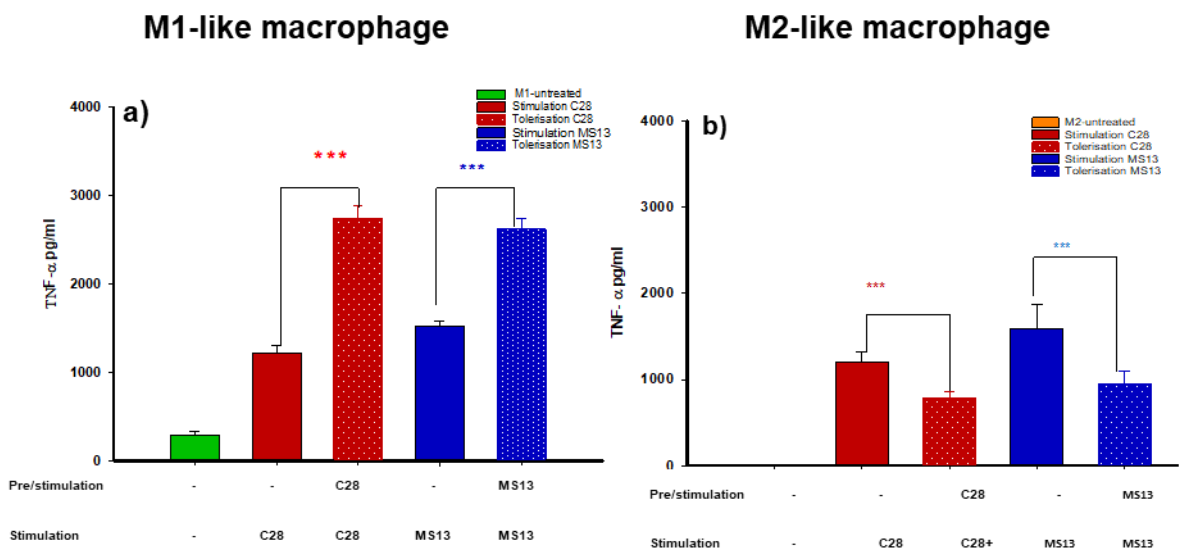 M1-like macrophage
M2-like macrophage
a)
M1-untreated
Stimulation C28
Tolerisation C28
Stimulation MS13
Tolerisation MS13
4000
3000
2000
1000
0
TNF-α pg/ml
***
***
Pre/stimulation - - C28 - MS13
Stimulation - C28 C28 MS13 MS13
b)
M2-untreated
Stimulation C28
Tolerisation C28
Stimulation MS13
Tolerisation MS13
4000
3000
2000
1000
0
TNF- α pg/ml
***
***
Pre/stimulation - - C28 - MS13
Stimulation - C28 C28+ MS13 MS13